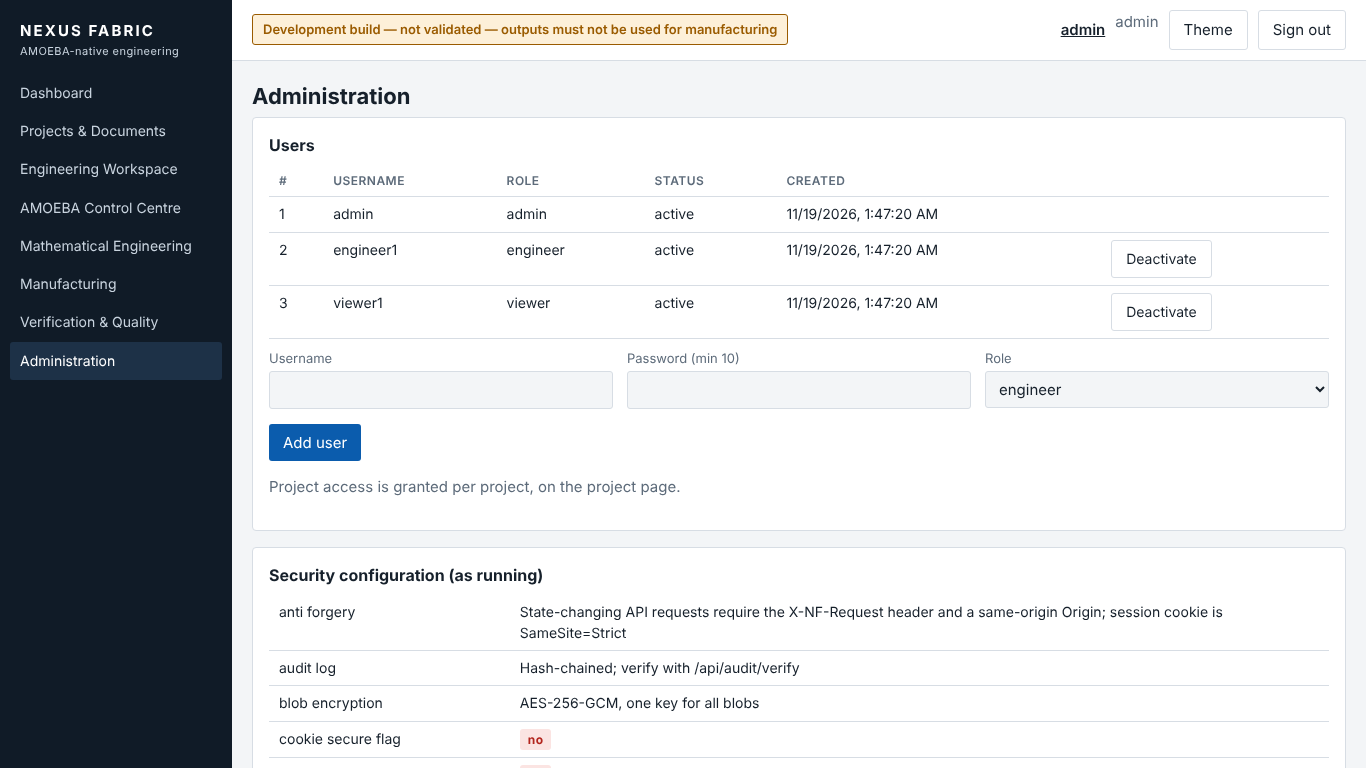 NEXUS FABRIC
AMOEBA-native engineering
Dashboard
Projects & Documents
Engineering Workspace
AMOEBA Control Centre
Mathematical Engineering
Manufacturing
Verification & Quality
Administration
Development build — not validated — outputs must not be used for manufacturing
admin admin Theme Sign out
Administration
Users
# USERNAME ROLE STATUS CREATED
1 admin admin active 11/19/2026, 1:47:20 AM
2 engineer1 engineer active 11/19/2026, 1:47:20 AM Deactivate
3 viewer1 viewer active 11/19/2026, 1:47:20 AM Deactivate
Username Password (min 10) Role
engineer
Add user
Project access is granted per project, on the project page.
Security configuration (as running)
anti forgery State-changing API requests require the X-NF-Request header and a same-origin Origin; session cookie is
SameSite=Strict
audit log Hash-chained; verify with /api/audit/verify
blob encryption AES-256-GCM, one key for all blobs
cookie secure flag no